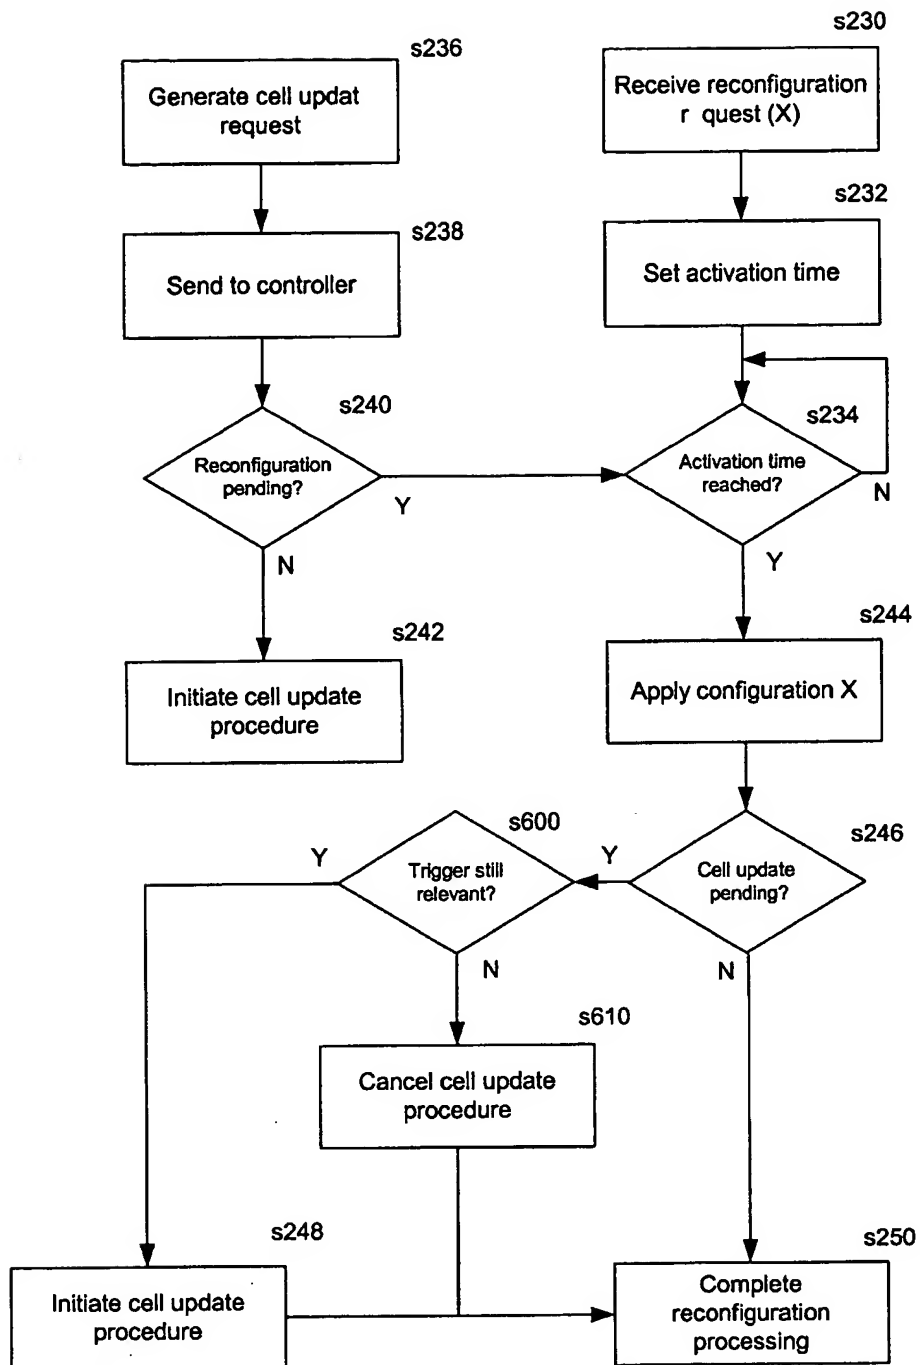 s236
Generate cell updat
request
s230
Receive reconfiguration
r quest (X)
s238
Send to controller
s232
Set activation time
s240
Reconfiguration
pending?
Y
N
s234
Activation time
reached?
N
Y
s242
Initiate cell update
procedure
s244
Apply configuration X
s246
Cell update
pending?
Y
N
s600
Trigger still
relevant?
Y
N
s610
Cancel cell update
procedure
s248
Initiate cell update
procedure
s250
Complete
reconfiguration
processing